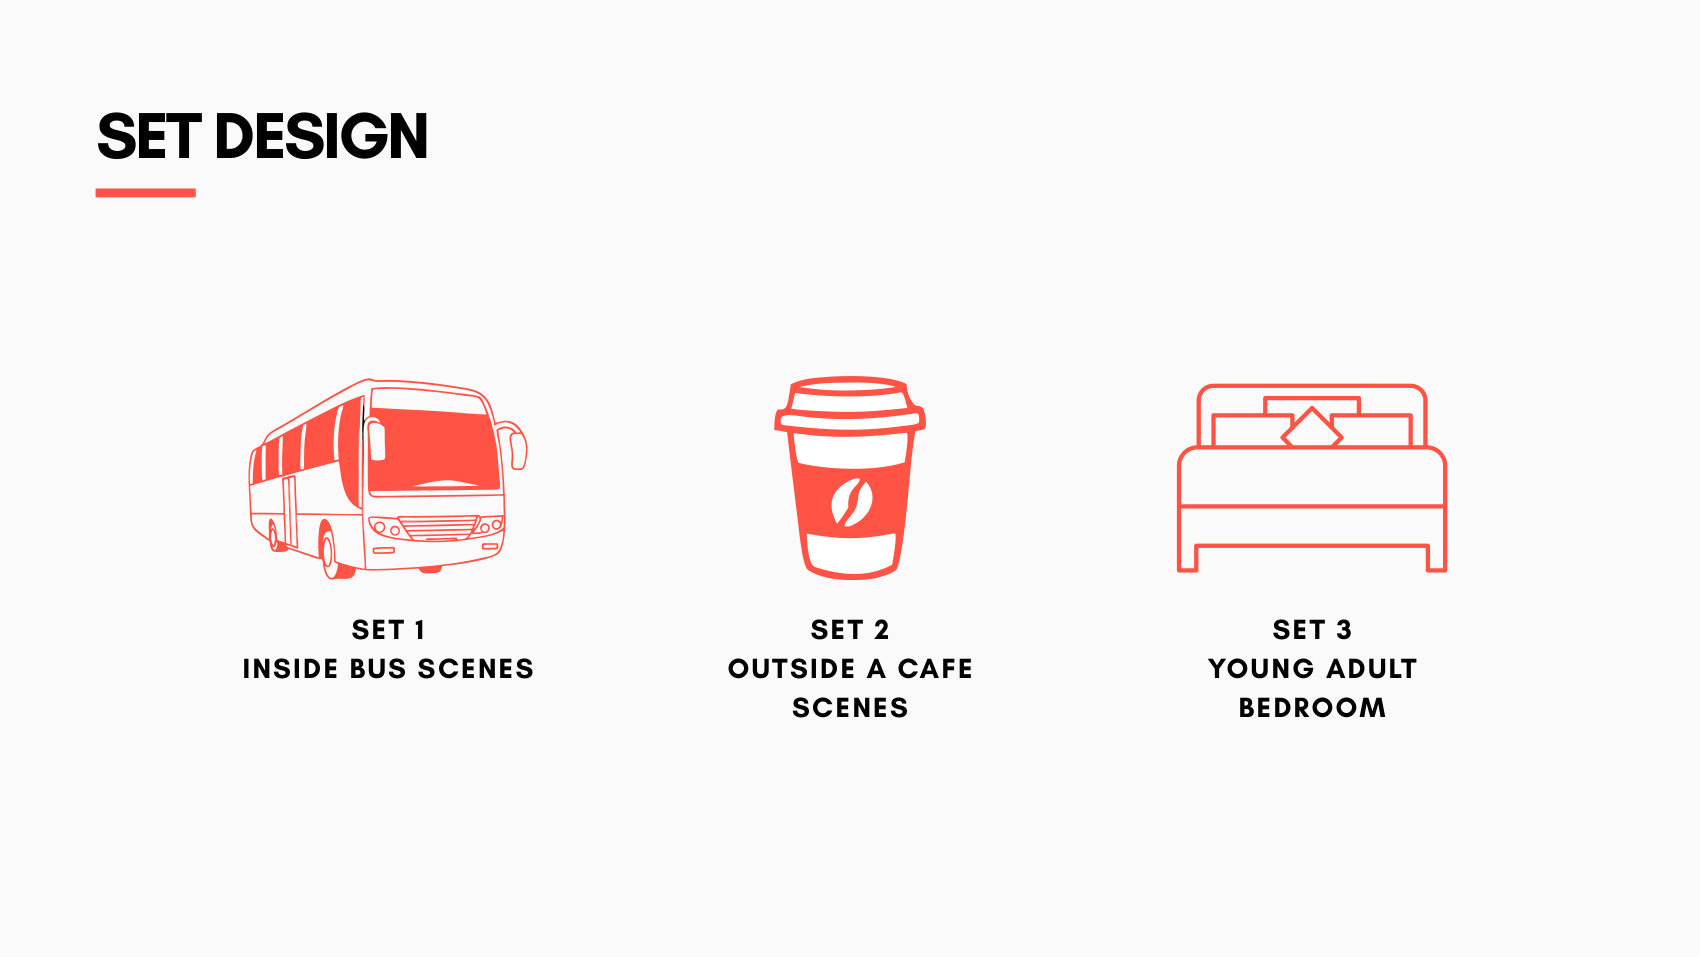 SET DESIGN
SET 1
INSIDE BUS SCENES
SET 2
OUTSIDE A CAFE
SCENES
SET 3
YOUNG ADULT
BEDROOM